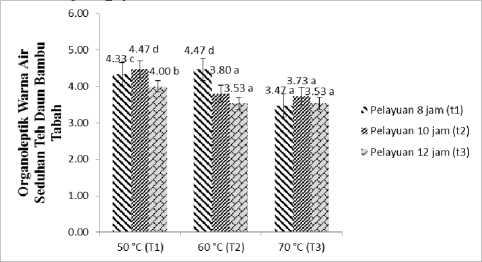 6.00
5.00
4.00
3.00
2.00
1.00
0.00
Organoleptik Warna Air
Seduhan Teh Daun Bambu
Tabah
4.33 c
4.47 d
4.00 b
4.47 d
3.80 a
3.53 a
3.47 a
3.73 a
3.53 a
50 °C (T1)
60 °C (T2)
70 °C (T3)
Pelayuan 8 jam (t1)
Pelayuan 10 jam (t2)
Pelayuan 12 jam (t3)